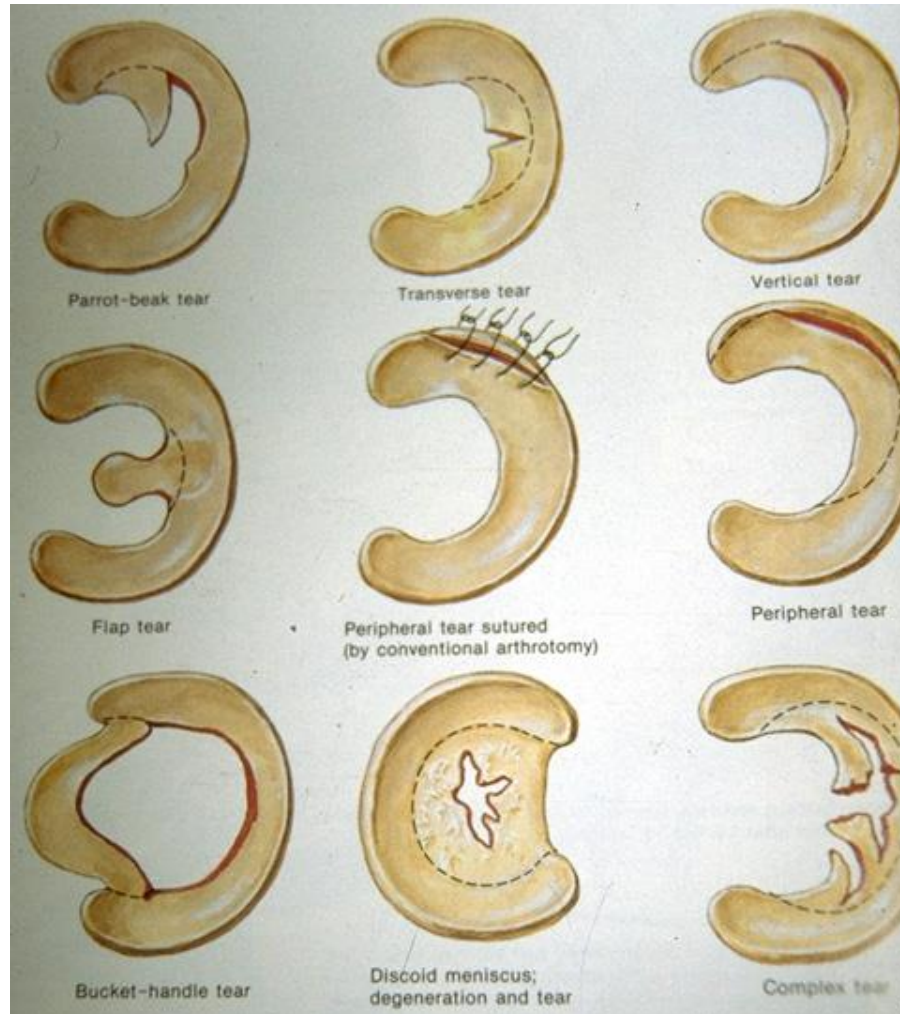 Parrot-beak tear
Transverse tear
Vertical tear
Flap tear
Peripheral tear sutured
(by conventional arthrotomy)
Peripheral tear
Bucket-handle tear
Discoid meniscus;
degeneration and tear
Complex tear